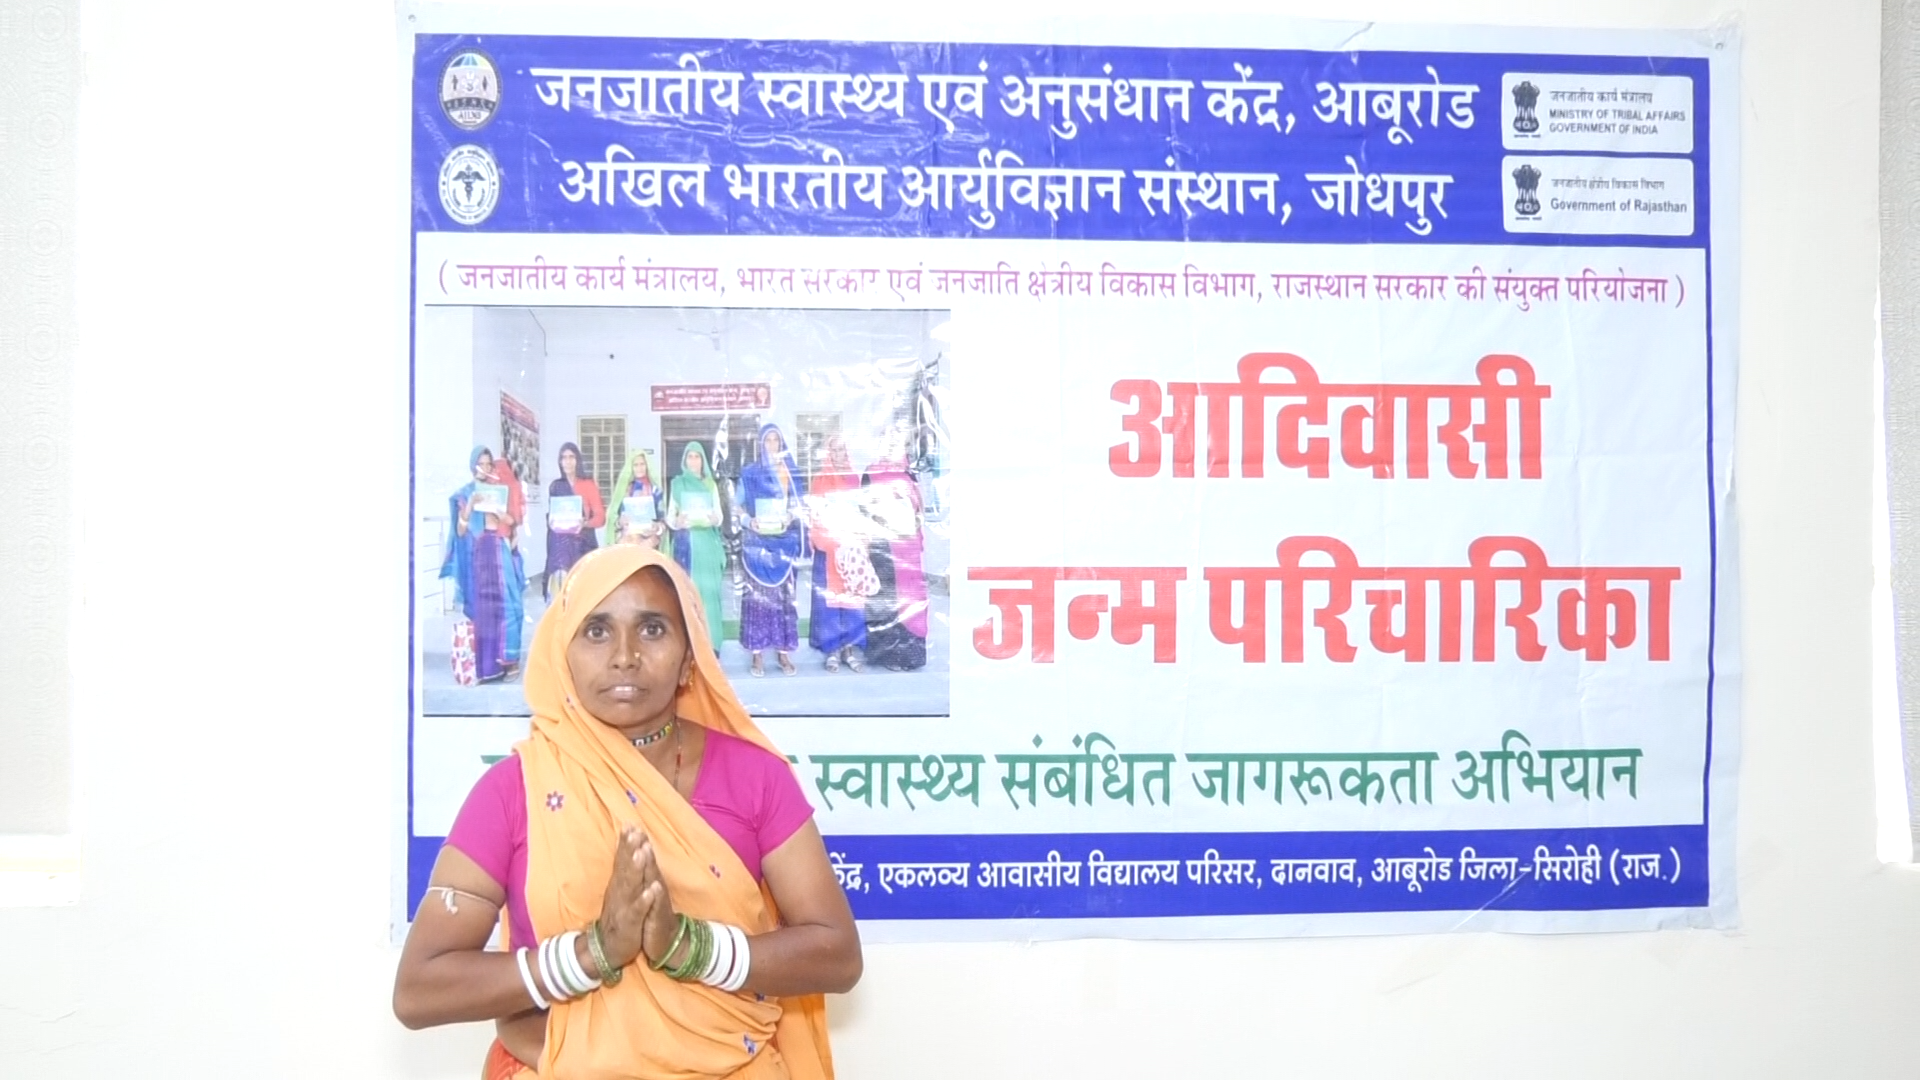 जनजातीय स्वास्थ्य एवं अनुसंधान केंद्र, आबूरोड
अखिल भारतीय आर्युविज्ञान संस्थान, जोधपुर
जनजातीय कार्य मंत्रालय
MINISTRY OF TRIBAL AFFAIRS
GOVERNMENT OF INDIA
जनजातीय क्षेत्रीय विकास विभाग
Government of Rajasthan
( जनजातीय कार्य मंत्रालय, भारत सरकार एवं जनजाति क्षेत्रीय विकास विभाग, राजस्थान सरकार की संयुक्त परियोजना )
आदिवासी
जन्म परिचारिका
स्वास्थ्य संबंधित जागरूकता अभियान
केंद्र, एकलव्य आवासीय विद्यालय परिसर, दानवाव, आबूरोड जिला-सिरोही (राज.)